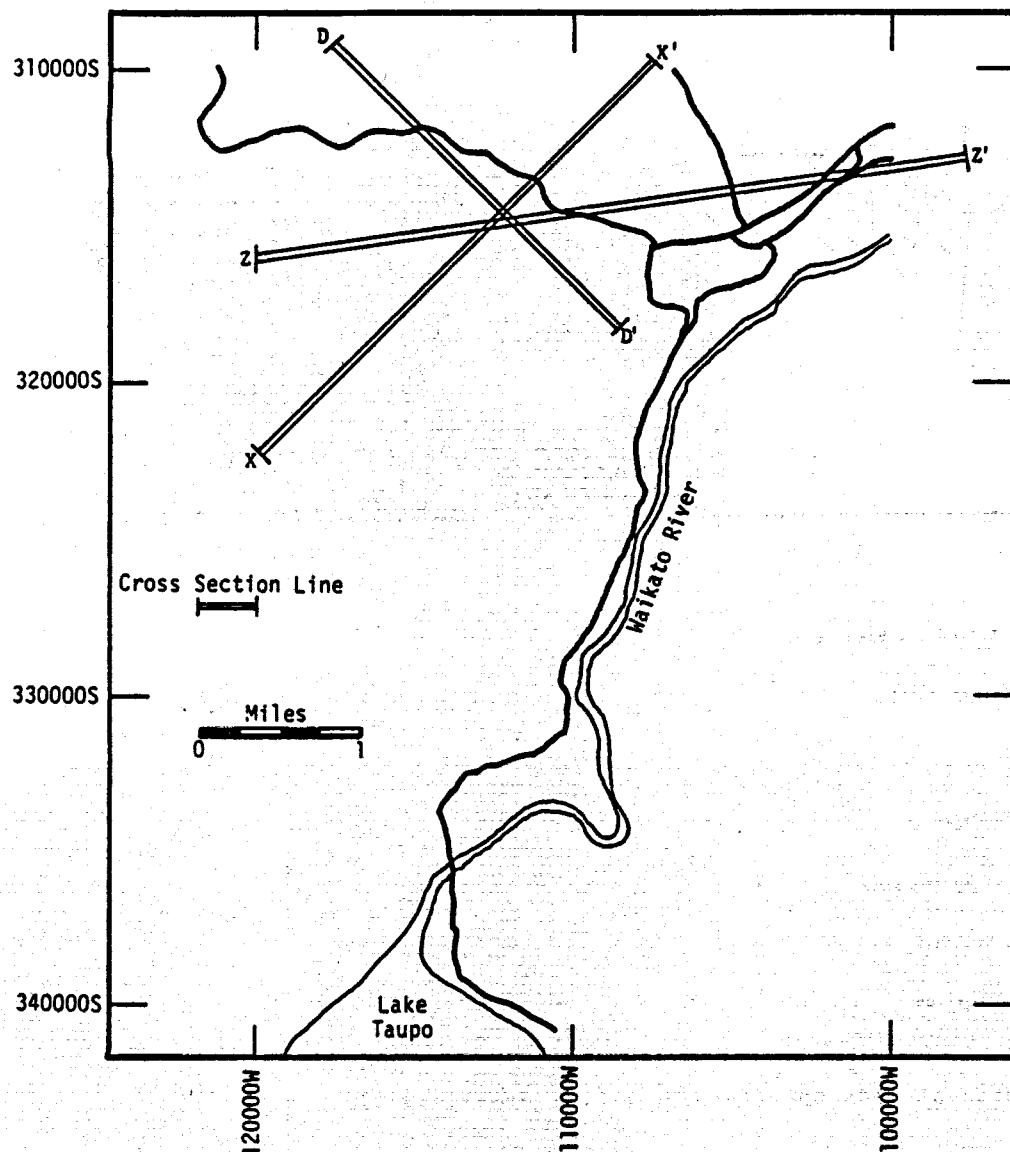 D
X'
310000S
Z'
Z
D'
320000S
X
Waikato River
Cross Section Line
330000S
Miles
0 1
340000S
Lake
Taupo
120000W
110000W
100000W